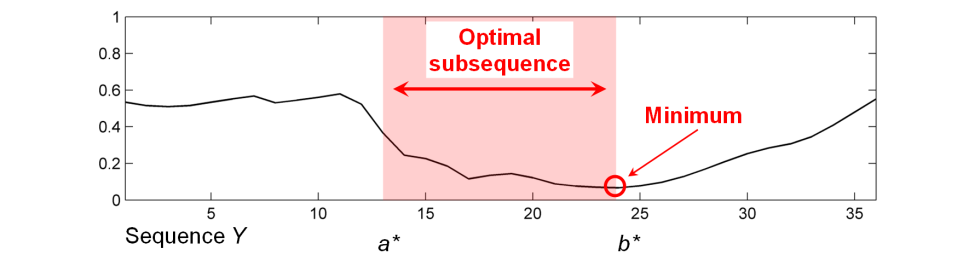 1
Optimal
subsequence
0.8
0.6
Minimum
0.4
0.2
0
5 10 15 20 25 30 35
Sequence Y
a* b*